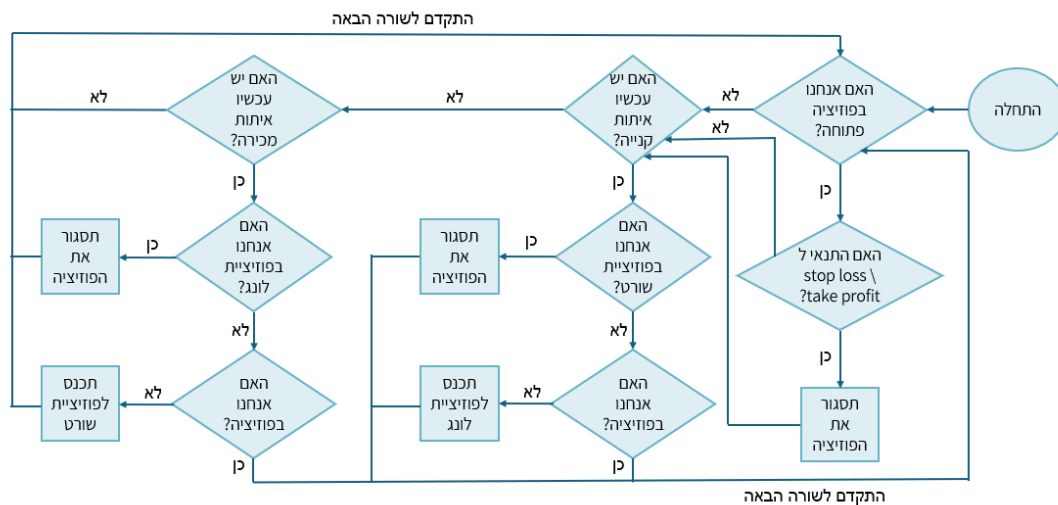 התקדם לשורה הבאה
התחלה
האם אנחנו
בפוזיציה
פתוחה?
לא
כן
האם התנאי ל
stop loss \
take profit?
לא
כן
תסגור
את
הפוזיציה
האם יש
עכשיו
איתות
קנייה?
לא
כן
האם
אנחנו
בפוזיציית
שורט?
כן
תסגור
את
הפוזיציה
לא
האם
אנחנו
בפוזיציה?
לא
תכנס
לפוזיציית
לונג
כן
האם יש
עכשיו
איתות
מכירה?
לא
כן
האם
אנחנו
בפוזיציית
לונג?
כן
תסגור
את
הפוזיציה
לא
האם
אנחנו
בפוזיציה?
לא
תכנס
לפוזיציית
שורט
כן
התקדם לשורה הבאה